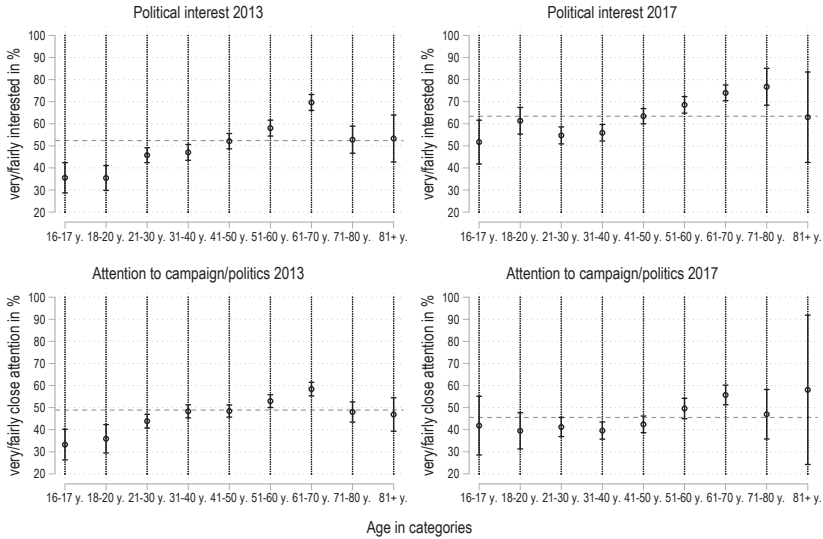 Political interest 2013
very/fairly interested in %
100
90
80
70
60
50
40
30
20
16-17 y. 18-20 y. 21-30 y. 31-40 y. 41-50 y. 51-60 y. 61-70 y. 71-80 y. 81+ y.
Political interest 2017
very/fairly interested in %
100
90
80
70
60
50
40
30
20
16-17 y. 18-20 y. 21-30 y. 31-40 y. 41-50 y. 51-60 y. 61-70 y. 71-80 y. 81+ y.
Attention to campaign/politics 2013
very/fairly close attention in %
100
90
80
70
60
50
40
30
20
16-17 y. 18-20 y. 21-30 y. 31-40 y. 41-50 y. 51-60 y. 61-70 y. 71-80 y. 81+ y.
Attention to campaign/politics 2017
very/fairly close attention in %
100
90
80
70
60
50
40
30
20
16-17 y. 18-20 y. 21-30 y. 31-40 y. 41-50 y. 51-60 y. 61-70 y. 71-80 y. 81+ y.
Age in categories